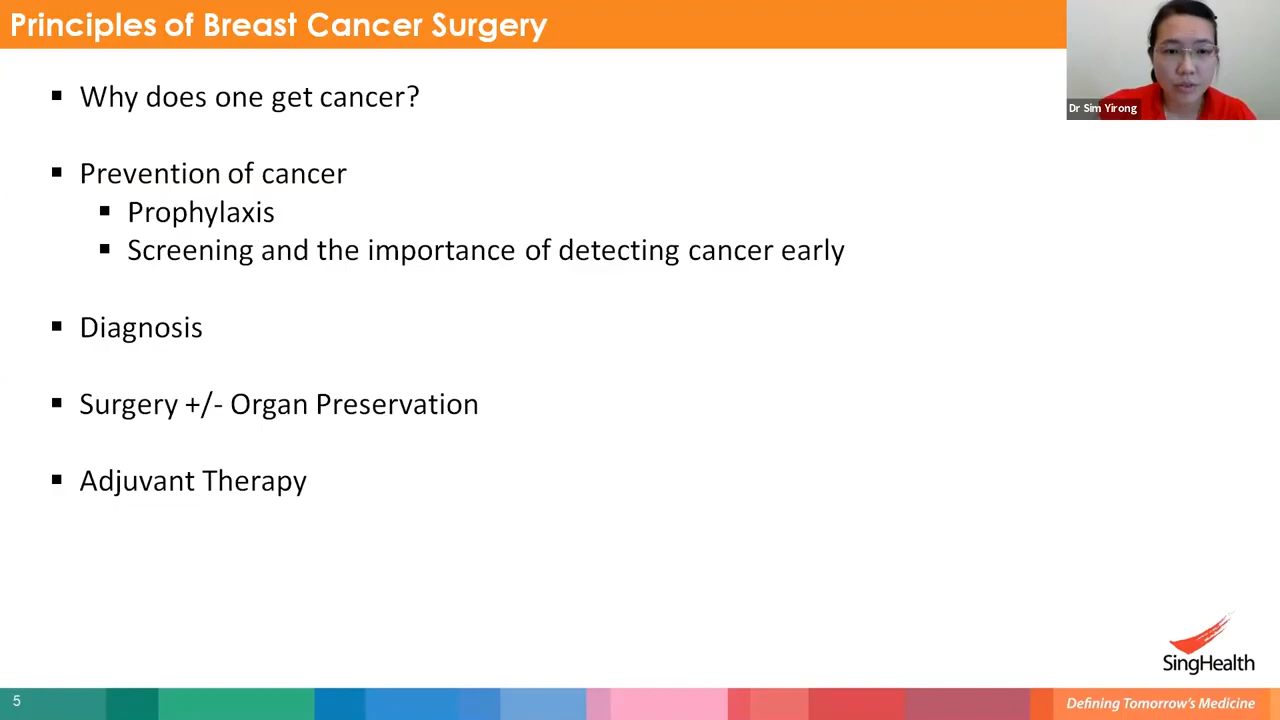 Principles of Breast Cancer Surgery
Dr Sim Yirong
▪ Why does one get cancer?
▪ Prevention of cancer
▪ Prophylaxis
▪ Screening and the importance of detecting cancer early
▪ Diagnosis
▪ Surgery +/- Organ Preservation
▪ Adjuvant Therapy
SingHealth
5
Defining Tomorrow's Medicine